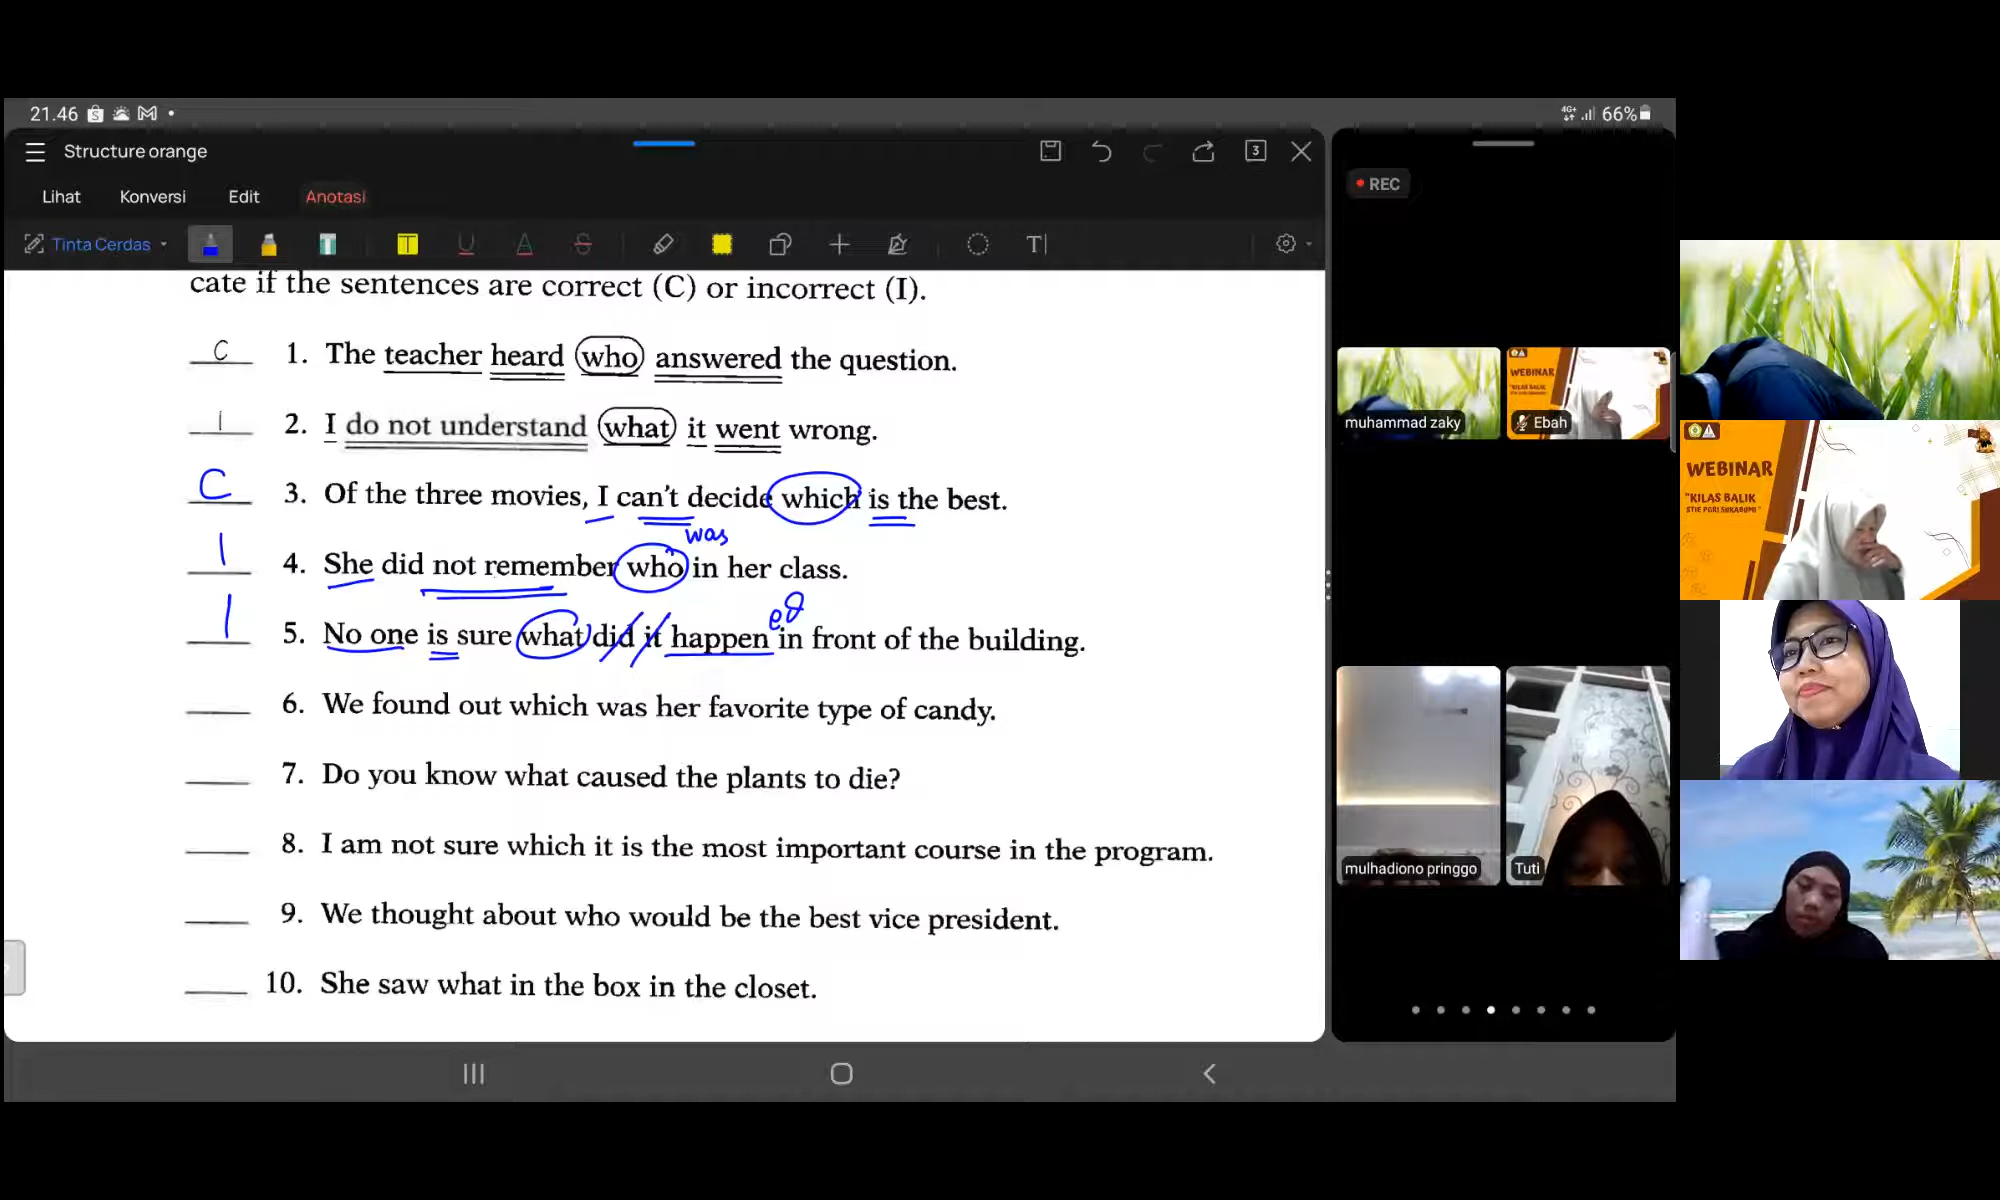 21.46
4G+ 66%
Structure orange
3
Lihat Konversi Edit Anotasi
Tinta Cerdas
REC
cate if the sentences are correct (C) or incorrect (I).
C 1. The teacher heard who answered the question.
I 2. I do not understand what it went wrong.
C 3. Of the three movies, I can't decide which is the best.
was
I 4. She did not remember who in her class.
ed
I 5. No one is sure what did it happen in front of the building.
6. We found out which was her favorite type of candy.
7. Do you know what caused the plants to die?
8. I am not sure which it is the most important course in the program.
9. We thought about who would be the best vice president.
10. She saw what in the box in the closet.
muhammad zaky
WEBINAR
"KILAS BALIK
Ebah
mulhadiono pringgo
Tuti
WEBINAR
"KILAS BALIK
STIE PGRI SUKABUMI"